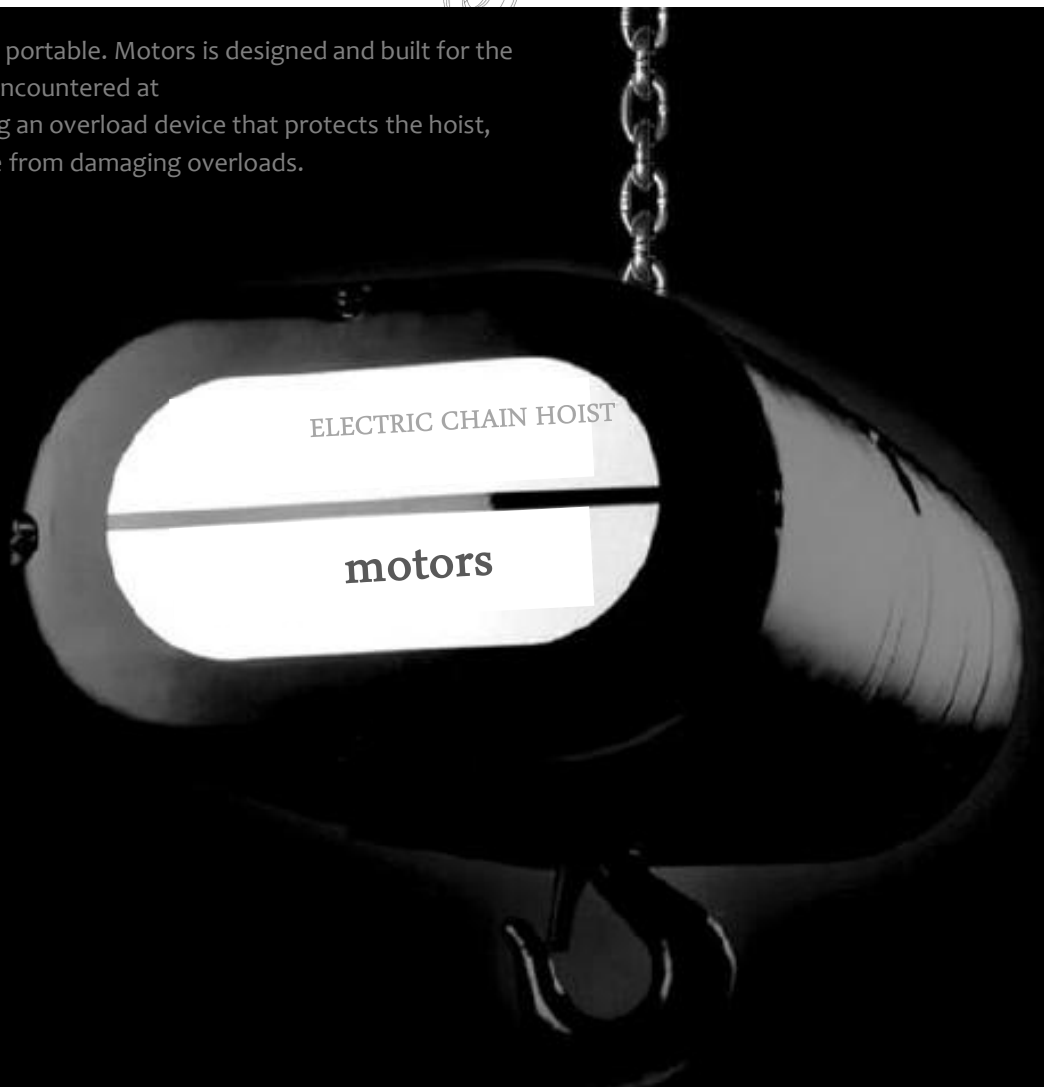 portable. Motors is designed and built for the
ncountered at
g an overload device that protects the hoist,
e from damaging overloads.
ELECTRIC CHAIN HOIST
motors